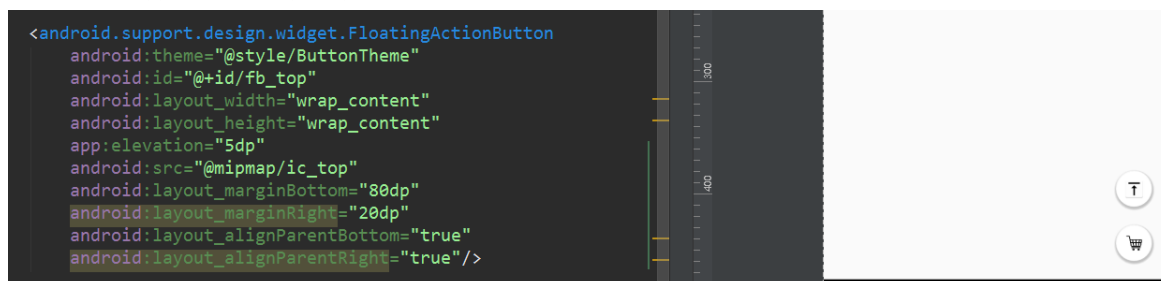 <android.support.design.widget.FloatingActionButton
android:theme="@style/ButtonTheme"
android:id="@+id/fb_top"
android:layout_width="wrap_content"
android:layout_height="wrap_content"
app:elevation="5dp"
android:src="@mipmap/ic_top"
android:layout_marginBottom="80dp"
android:layout_marginRight="20dp"
android:layout_alignParentBottom="true"
android:layout_alignParentRight="true"/>
300
400